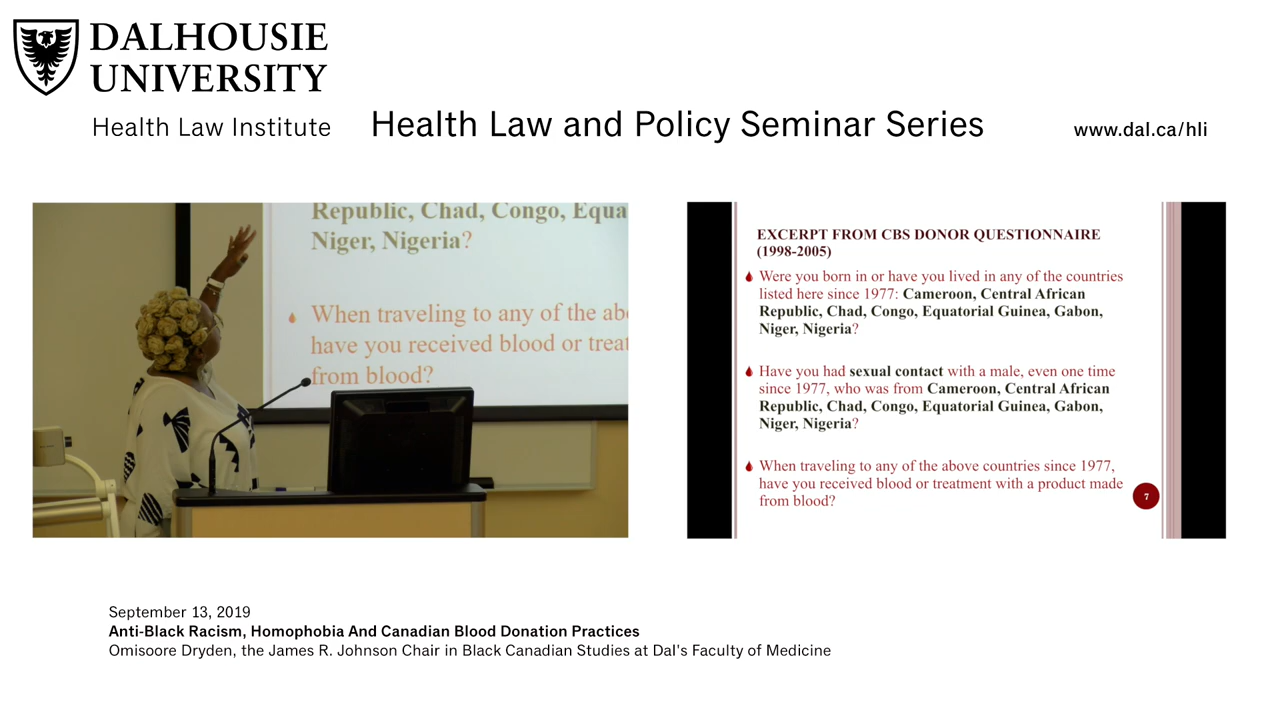 DALHOUSIE
UNIVERSITY
Health Law Institute
Health Law and Policy Seminar Series
www.dal.ca/hli
Republic, Chad, Congo, Equa
Niger, Nigeria?
When traveling to any of the abo
have you received blood or treat
from blood?
EXCERPT FROM CBS DONOR QUESTIONNAIRE
(1998-2005)
Were you born in or have you lived in any of the countries
listed here since 1977: Cameroon, Central African
Republic, Chad, Congo, Equatorial Guinea, Gabon,
Niger, Nigeria?
Have you had sexual contact with a male, even one time
since 1977, who was from Cameroon, Central African
Republic, Chad, Congo, Equatorial Guinea, Gabon,
Niger, Nigeria?
When traveling to any of the above countries since 1977,
have you received blood or treatment with a product made
from blood?
7
September 13, 2019
Anti-Black Racism, Homophobia And Canadian Blood Donation Practices
Omisoore Dryden, the James R. Johnson Chair in Black Canadian Studies at Dal's Faculty of Medicine